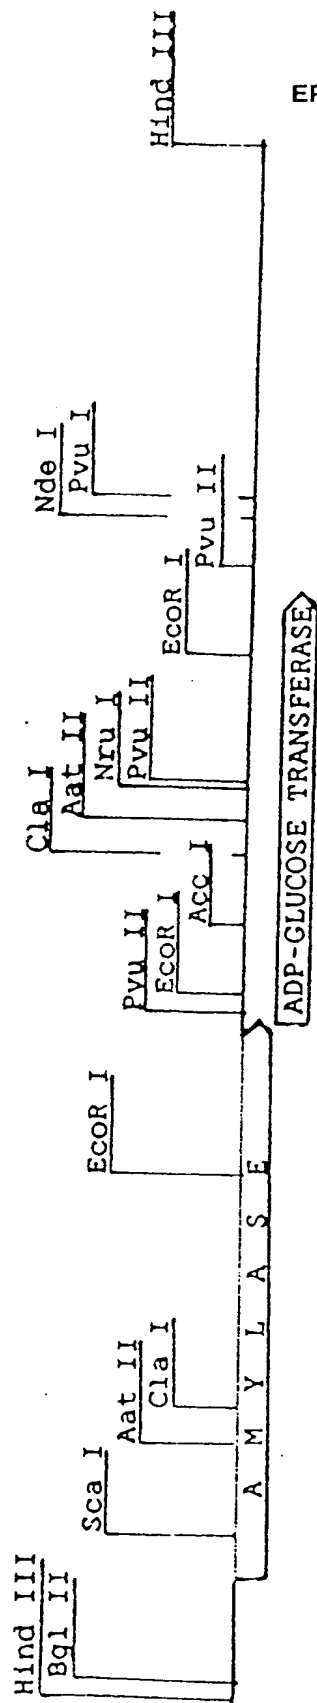 Hind III
Bgl II
Sca I
Aat II
Cla I
EcoR I
Pvu II
EcoR I
Acc I
Cla I
Aat II
Nru I
Pvu II
EcoR I
Pvu II
Nde I
Pvu I
Hind III
AMYLASE
ADP-GLUCOSE TRANSFERASE